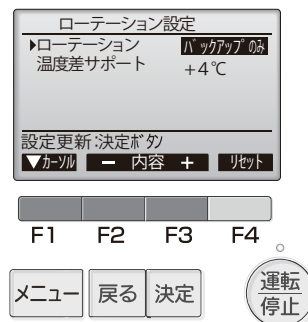 ローテーション設定
▶ローテーション バックアップのみ
温度差サポート +4℃
設定更新:決定ボタン
▼カーソル − 内容 + リセット
F1 F2 F3 F4
メニュー 戻る 決定 運転
停止